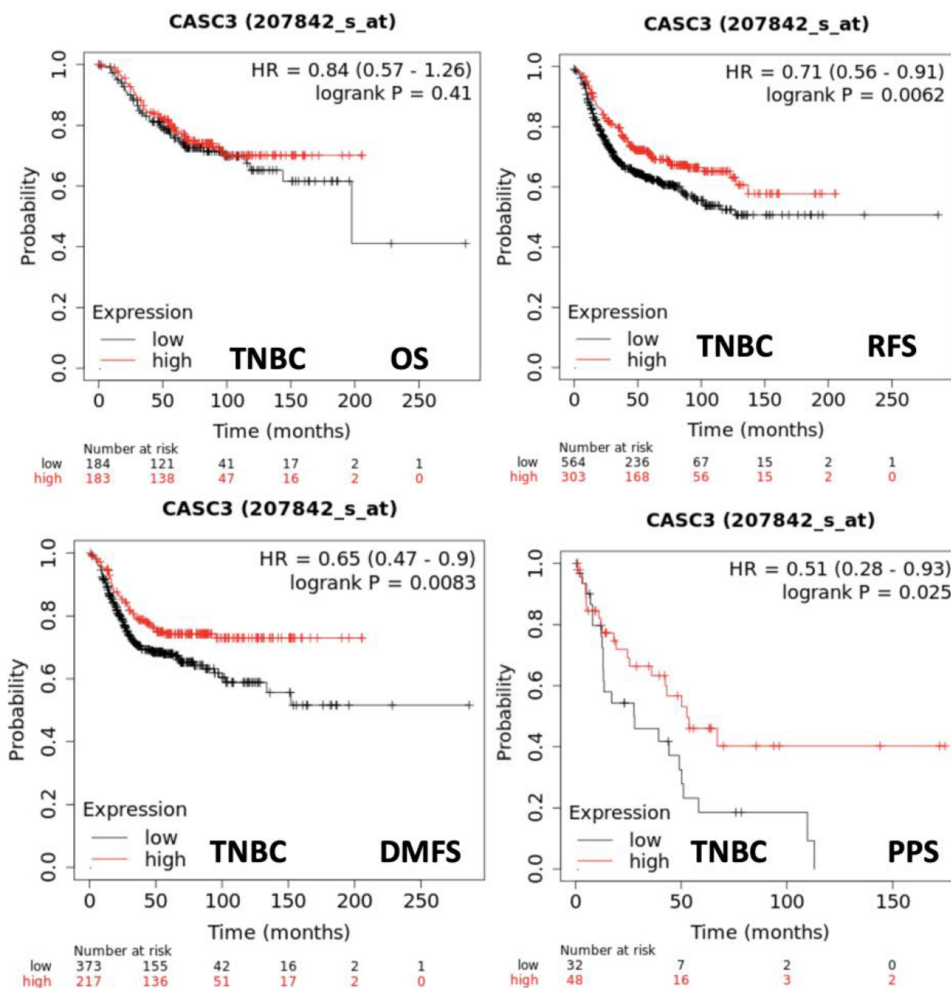 CASC3 (207842_s_at)
HR = 0.84 (0.57 - 1.26)
logrank P = 0.41
Probability
1.0
0.8
0.6
0.4
0.2
0.0
Expression
low
high
TNBC OS
0 50 100 150 200 250
Time (months)
Number at risk
low 184 121 41 17 2 1
high 183 138 47 16 2 0
CASC3 (207842_s_at)
HR = 0.71 (0.56 - 0.91)
logrank P = 0.0062
Probability
1.0
0.8
0.6
0.4
0.2
0.0
Expression
low
high
TNBC RFS
0 50 100 150 200 250
Time (months)
Number at risk
low 564 236 67 15 2 1
high 303 168 56 15 2 0
CASC3 (207842_s_at)
HR = 0.65 (0.47 - 0.9)
logrank P = 0.0083
Probability
1.0
0.8
0.6
0.4
0.2
0.0
Expression
low
high
TNBC DMFS
0 50 100 150 200 250
Time (months)
Number at risk
low 373 155 42 16 2 1
high 217 136 51 17 2 0
CASC3 (207842_s_at)
HR = 0.51 (0.28 - 0.93)
logrank P = 0.025
Probability
1.0
0.8
0.6
0.4
0.2
0.0
Expression
low
high
TNBC PPS
0 50 100 150
Time (months)
Number at risk
low 32 7 2 0
high 48 16 3 2